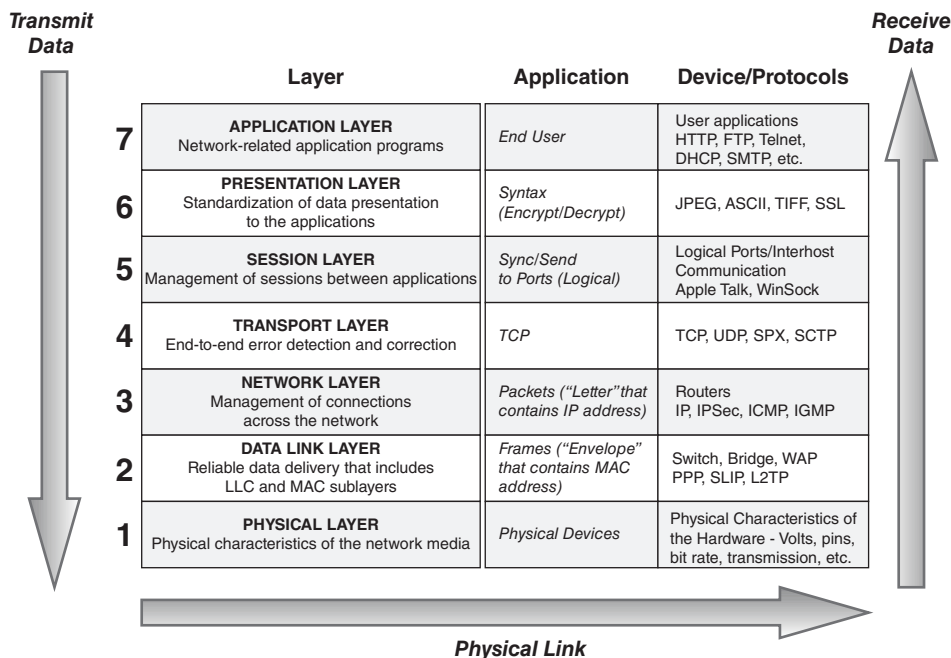 Transmit
Data
Receive
Data
Layer
Application
Device/Protocols
7
APPLICATION LAYER
Network-related application programs
End User
User applications
HTTP, FTP, Telnet,
DHCP, SMTP, etc.
6
PRESENTATION LAYER
Standardization of data presentation
to the applications
Syntax
(Encrypt/Decrypt)
JPEG, ASCII, TIFF, SSL
5
SESSION LAYER
Management of sessions between applications
Sync/Send
to Ports (Logical)
Logical Ports/Interhost
Communication
Apple Talk, WinSock
4
TRANSPORT LAYER
End-to-end error detection and correction
TCP
TCP, UDP, SPX, SCTP
3
NETWORK LAYER
Management of connections
across the network
Packets (“Letter”that
contains IP address)
Routers
IP, IPSec, ICMP, IGMP
2
DATA LINK LAYER
Reliable data delivery that includes
LLC and MAC sublayers
Frames (“Envelope”
that contains MAC
address)
Switch, Bridge, WAP
PPP, SLIP, L2TP
1
PHYSICAL LAYER
Physical characteristics of the network media
Physical Devices
Physical Characteristics of
the Hardware - Volts, pins,
bit rate, transmission, etc.
Physical Link